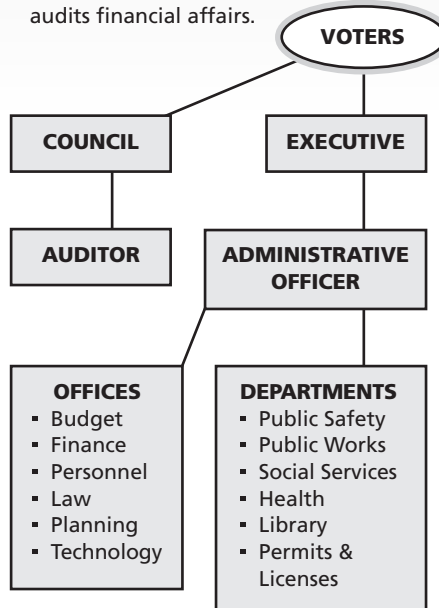 audits financial affairs.
VOTERS
COUNCIL
EXECUTIVE
AUDITOR
ADMINISTRATIVE
OFFICER
OFFICES
▪ Budget
▪ Finance
▪ Personnel
▪ Law
▪ Planning
▪ Technology
DEPARTMENTS
▪ Public Safety
▪ Public Works
▪ Social Services
▪ Health
▪ Library
▪ Permits &
Licenses